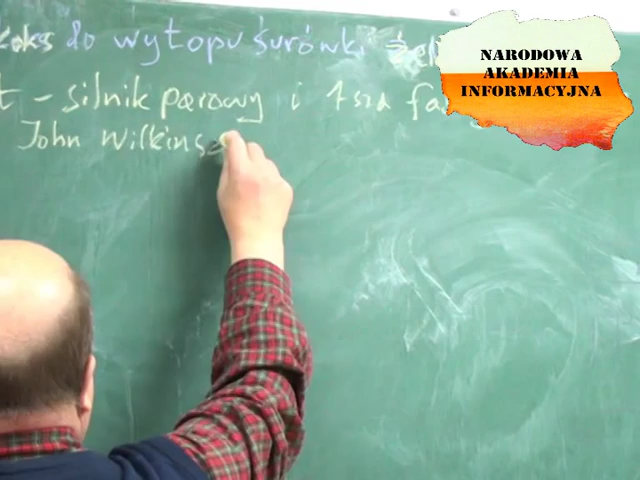 koks do wytopu surówki
silnik parowy i 1sza fa
John Wilkins
NARODOWA
AKADEMIA
INFORMACYJNA